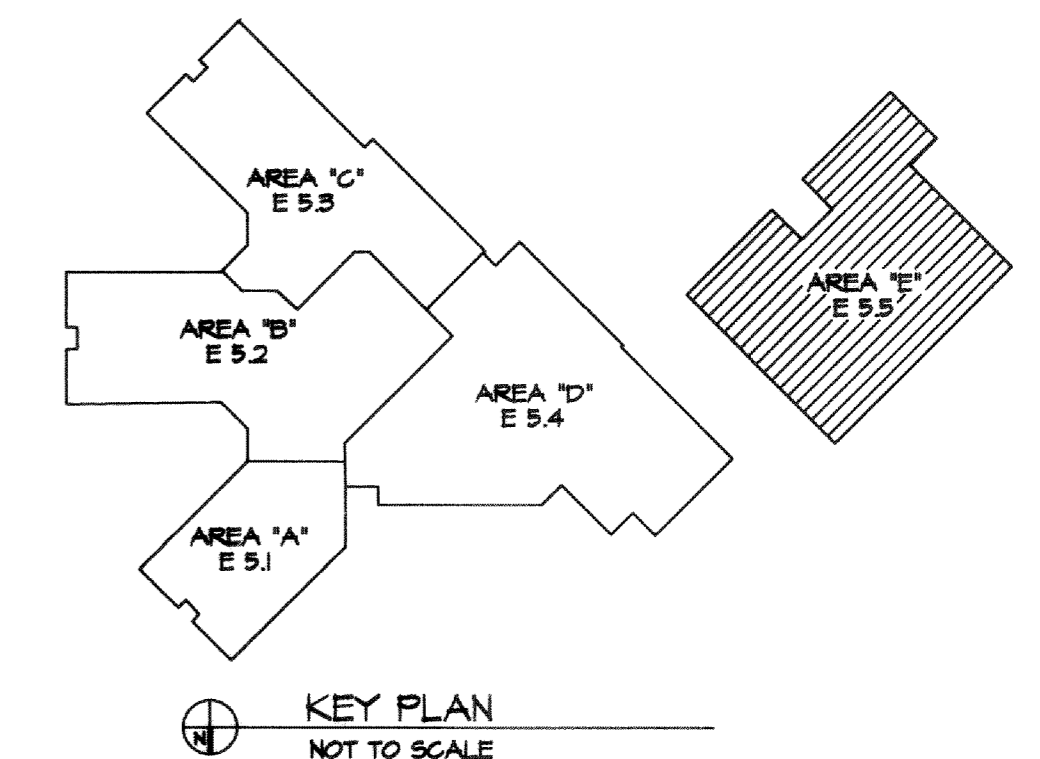 AREA "C"
E 5.3
AREA "E"
E 5.5
AREA "B"
E 5.2
AREA "D"
E 5.4
AREA "A"
E 5.1
KEY PLAN
N
NOT TO SCALE